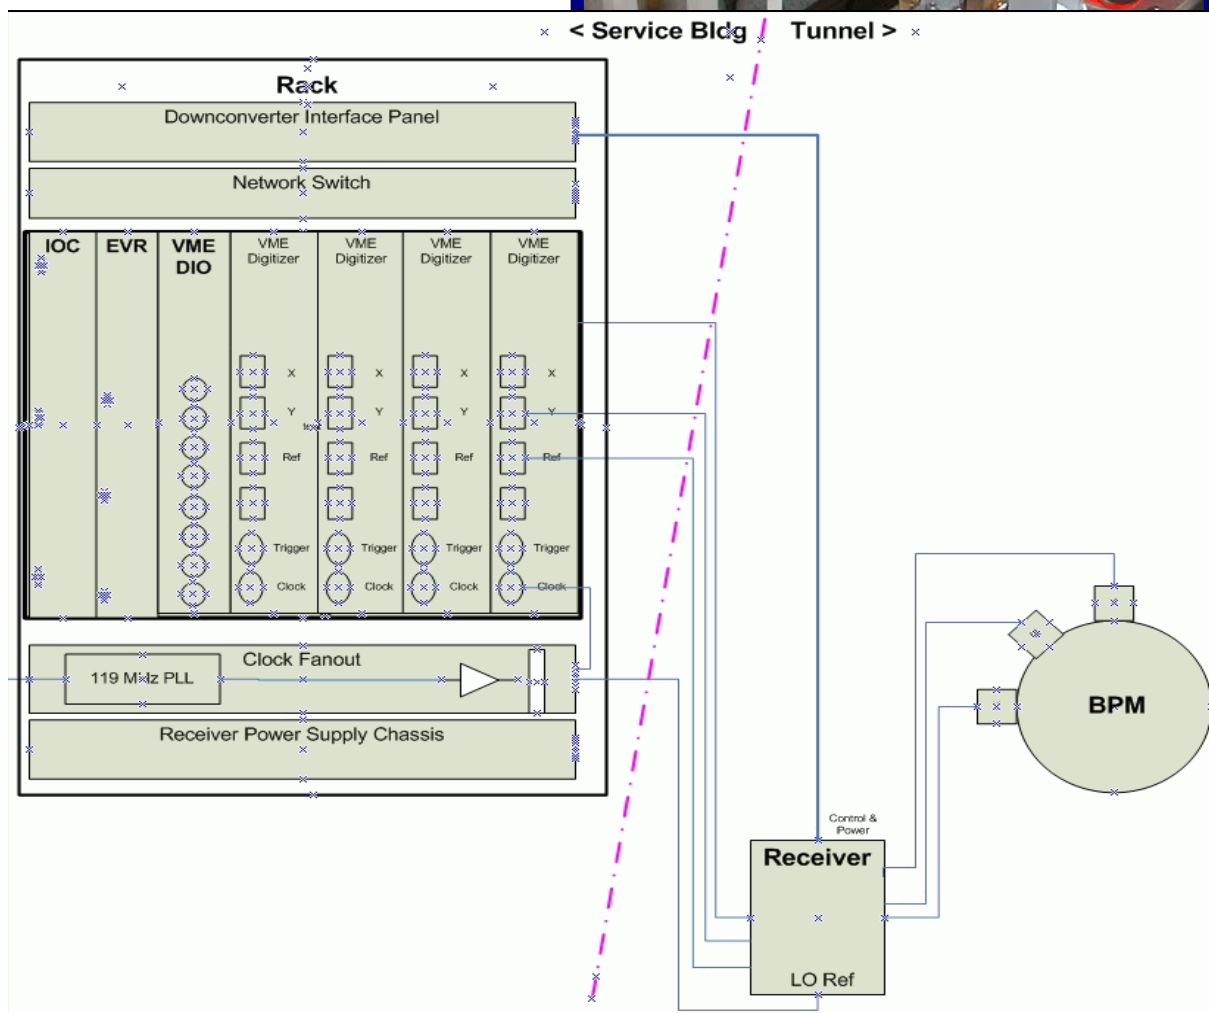 < Service Bldg Tunnel >
Rack
Downconverter Interface Panel
Network Switch
IOC EVR VME
DIO
VME
Digitizer
VME
Digitizer
VME
Digitizer
VME
Digitizer
X X X X
Y Y Y Y
Ref Ref Ref Ref
Trigger Trigger Trigger Trigger
Clock Clock Clock Clock
Clock Fanout
119 MHz PLL
Receiver Power Supply Chassis
BPM
Control &
Power
Receiver
LO Ref